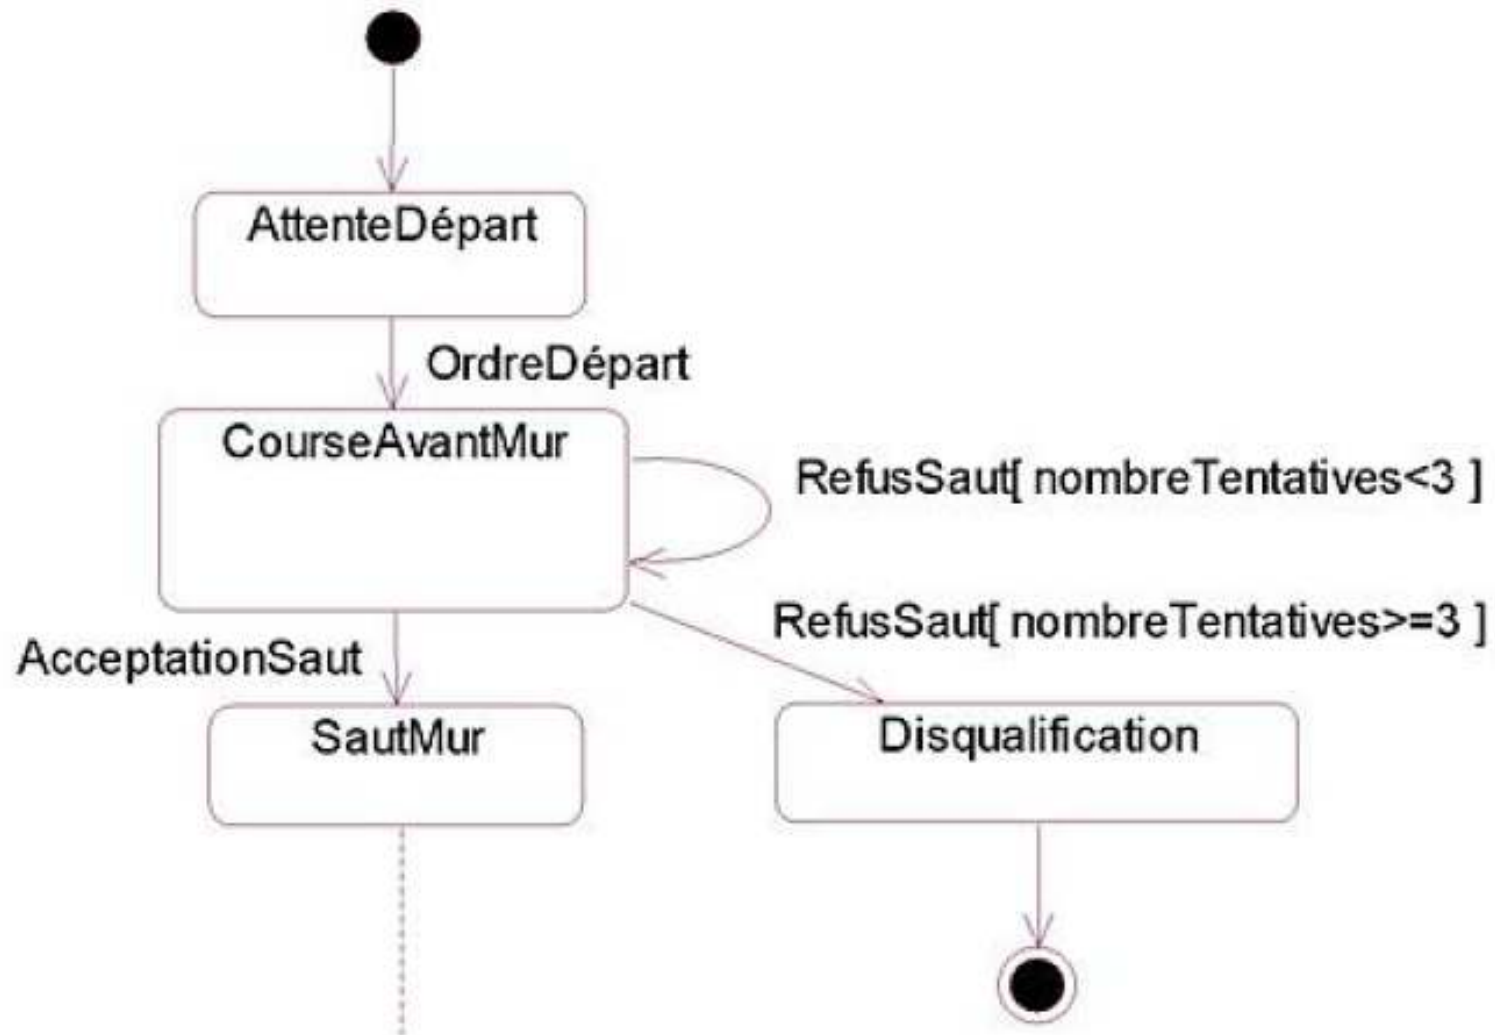 AttenteDépart
OrdreDépart
CourseAvantMur
RefusSaut[ nombreTentatives<3 ]
RefusSaut[ nombreTentatives>=3 ]
AcceptationSaut
SautMur
Disqualification